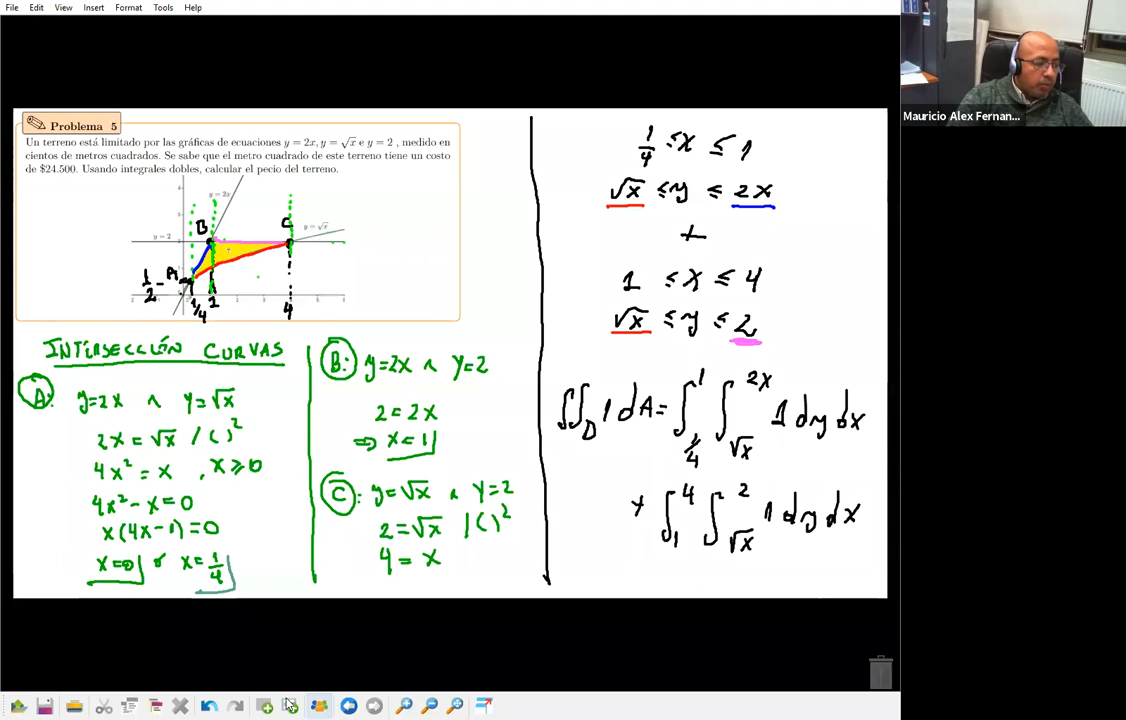 File Edit View Insert Format Tools Help
Problema 5
Un terreno está limitado por las gráficas de ecuaciones y = 2x, y = √x e y = 2 , medido en
cientos de metros cuadrados. Se sabe que el metro cuadrado de este terreno tiene un costo
de $24.500. Usando integrales dobles, calcular el pecio del terreno.
y = 2x
B
C
y = √x
y = 2
A
1/2
1/4 1 4
INTERSECCIÓN CURVAS
A: y=2x ∧ y=√x
2x = √x / ( )²
4x² = x , x ≥ 0
4x² - x = 0
x(4x-1) = 0
x=0 o x = 1/4
B: y=2x ∧ y=2
2 = 2x
⇒ x = 1
C: y=√x ∧ y=2
2 = √x / ( )²
4 = x
1/4 ≤ x ≤ 1
√x ≤ y ≤ 2x
+
1 ≤ x ≤ 4
√x ≤ y ≤ 2
∬_D 1 dA = ∫_{1/4}^{1} ∫_{√x}^{2x} 1 dy dx
+ ∫_1^4 ∫_{√x}^2 1 dy dx
Mauricio Alex Fernan...